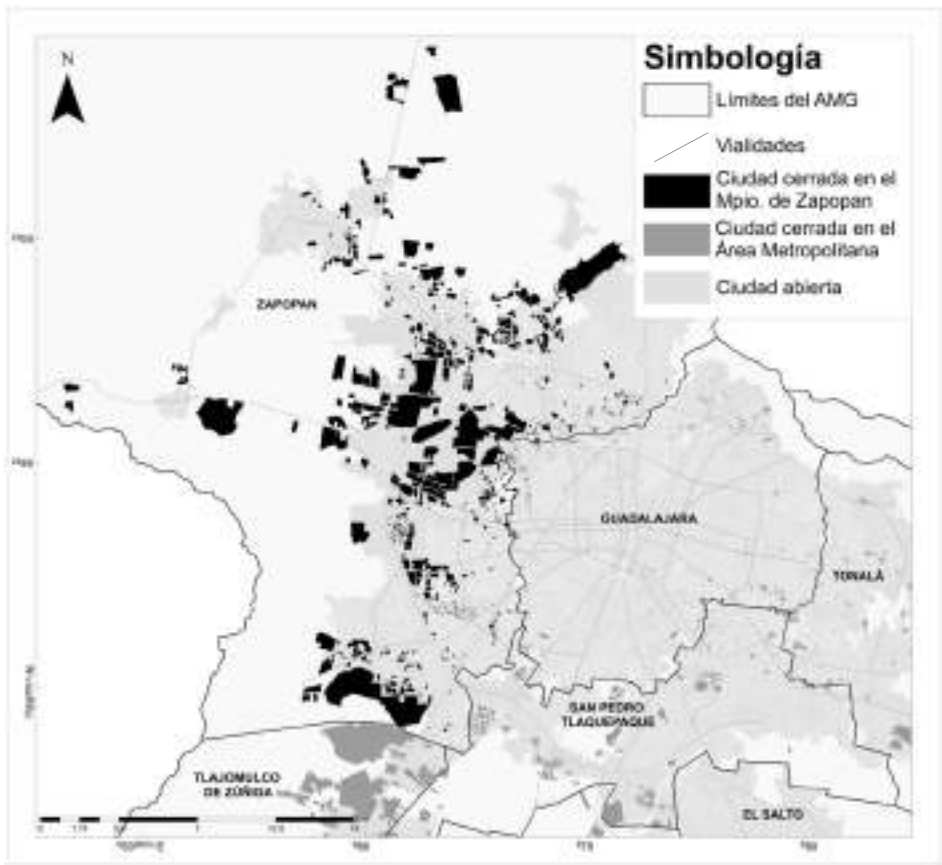 N
Simbología
Límites del AMG
Vialidades
Ciudad cerrada en el
Mpio. de Zapopan
Ciudad cerrada en el
Área Metropolitana
Ciudad abierta
ZAPOPAN
GUADALAJARA
TONALÁ
SAN PEDRO
TLAQUEPAQUE
TLAJOMULCO
DE ZÚÑIGA
EL SALTO